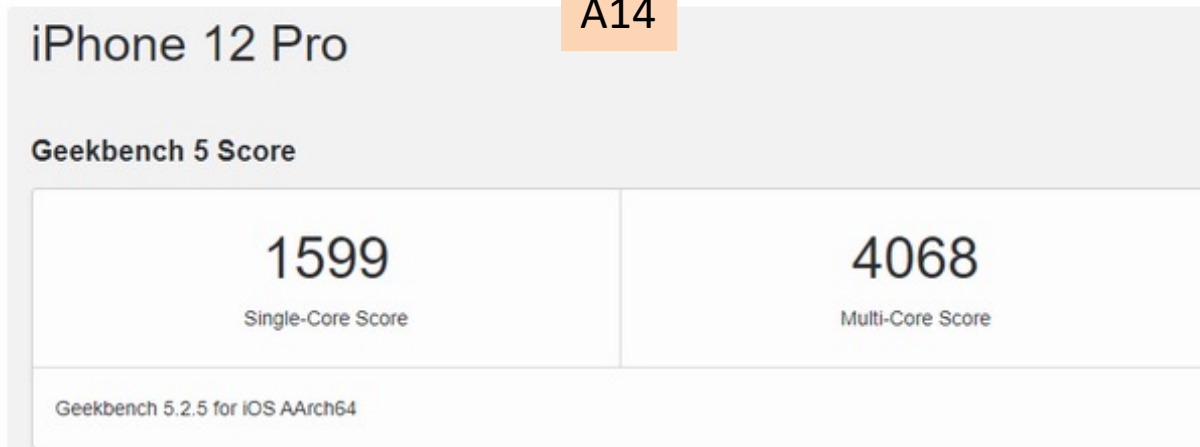 A14
iPhone 12 Pro
Geekbench 5 Score
1599
Single-Core Score
4068
Multi-Core Score
Geekbench 5.2.5 for iOS AArch64